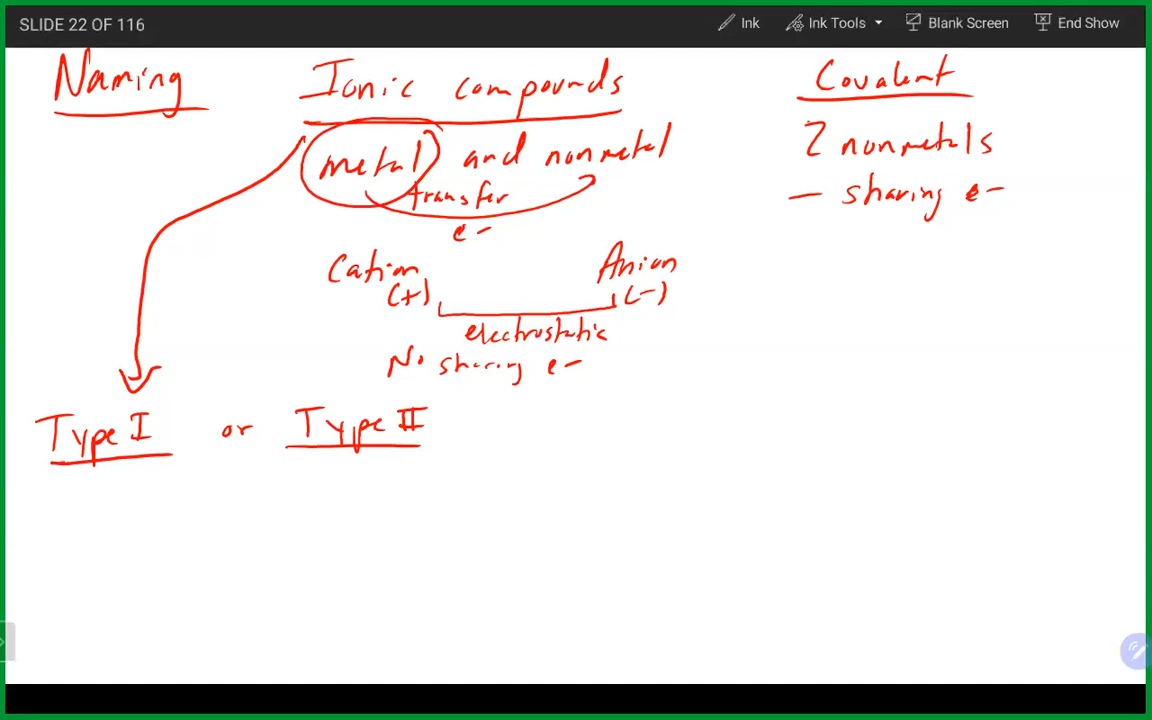 SLIDE 22 OF 116
Ink
Ink Tools
Blank Screen
End Show
Naming
Ionic compounds
metal and nonmetal
transfer
e-
Cation
(+)
Anion
(-)
electrostatic
No sharing e-
Covalent
2 nonmetals
- sharing e-
Type I or Type II